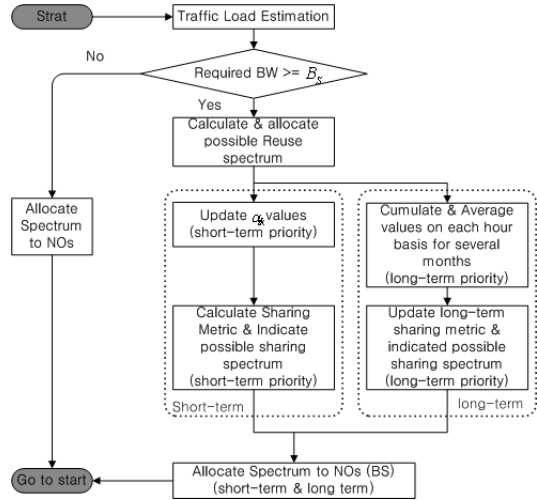 Strat
Traffic Load Estimation
No
Required BW >= Bs
Yes
Calculate & allocate
possible Reuse
spectrum
Allocate
Spectrum
to NOs
Update αk values
(short-term priority)
Cumulate & Average
values on each hour
basis for several
months
(long-term priority)
Calculate Sharing
Metric & Indicate
possible sharing
spectrum
(short-term priority)
Update long-term
sharing metric &
indicated possible
sharing spectrum
(long-term priority)
Short-term
long-term
Go to start
Allocate Spectrum to NOs (BS)
(short-term & long term)